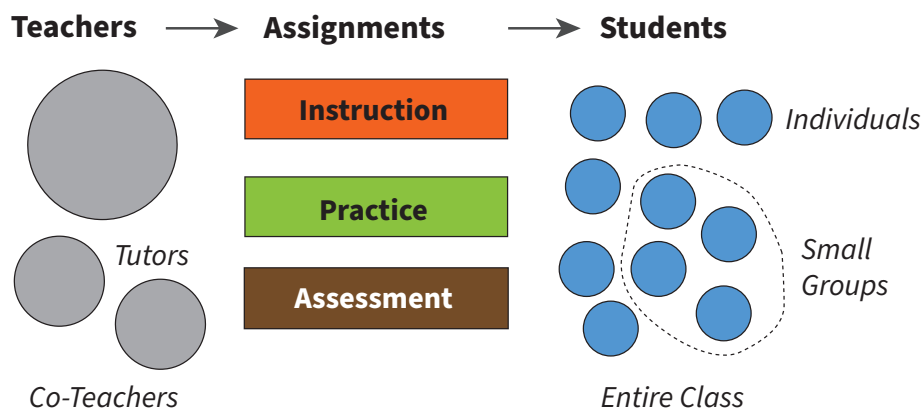 Teachers Assignments Students
Instruction
Individuals
Practice
Tutors
Small
Groups
Assessment
Co-Teachers
Entire Class